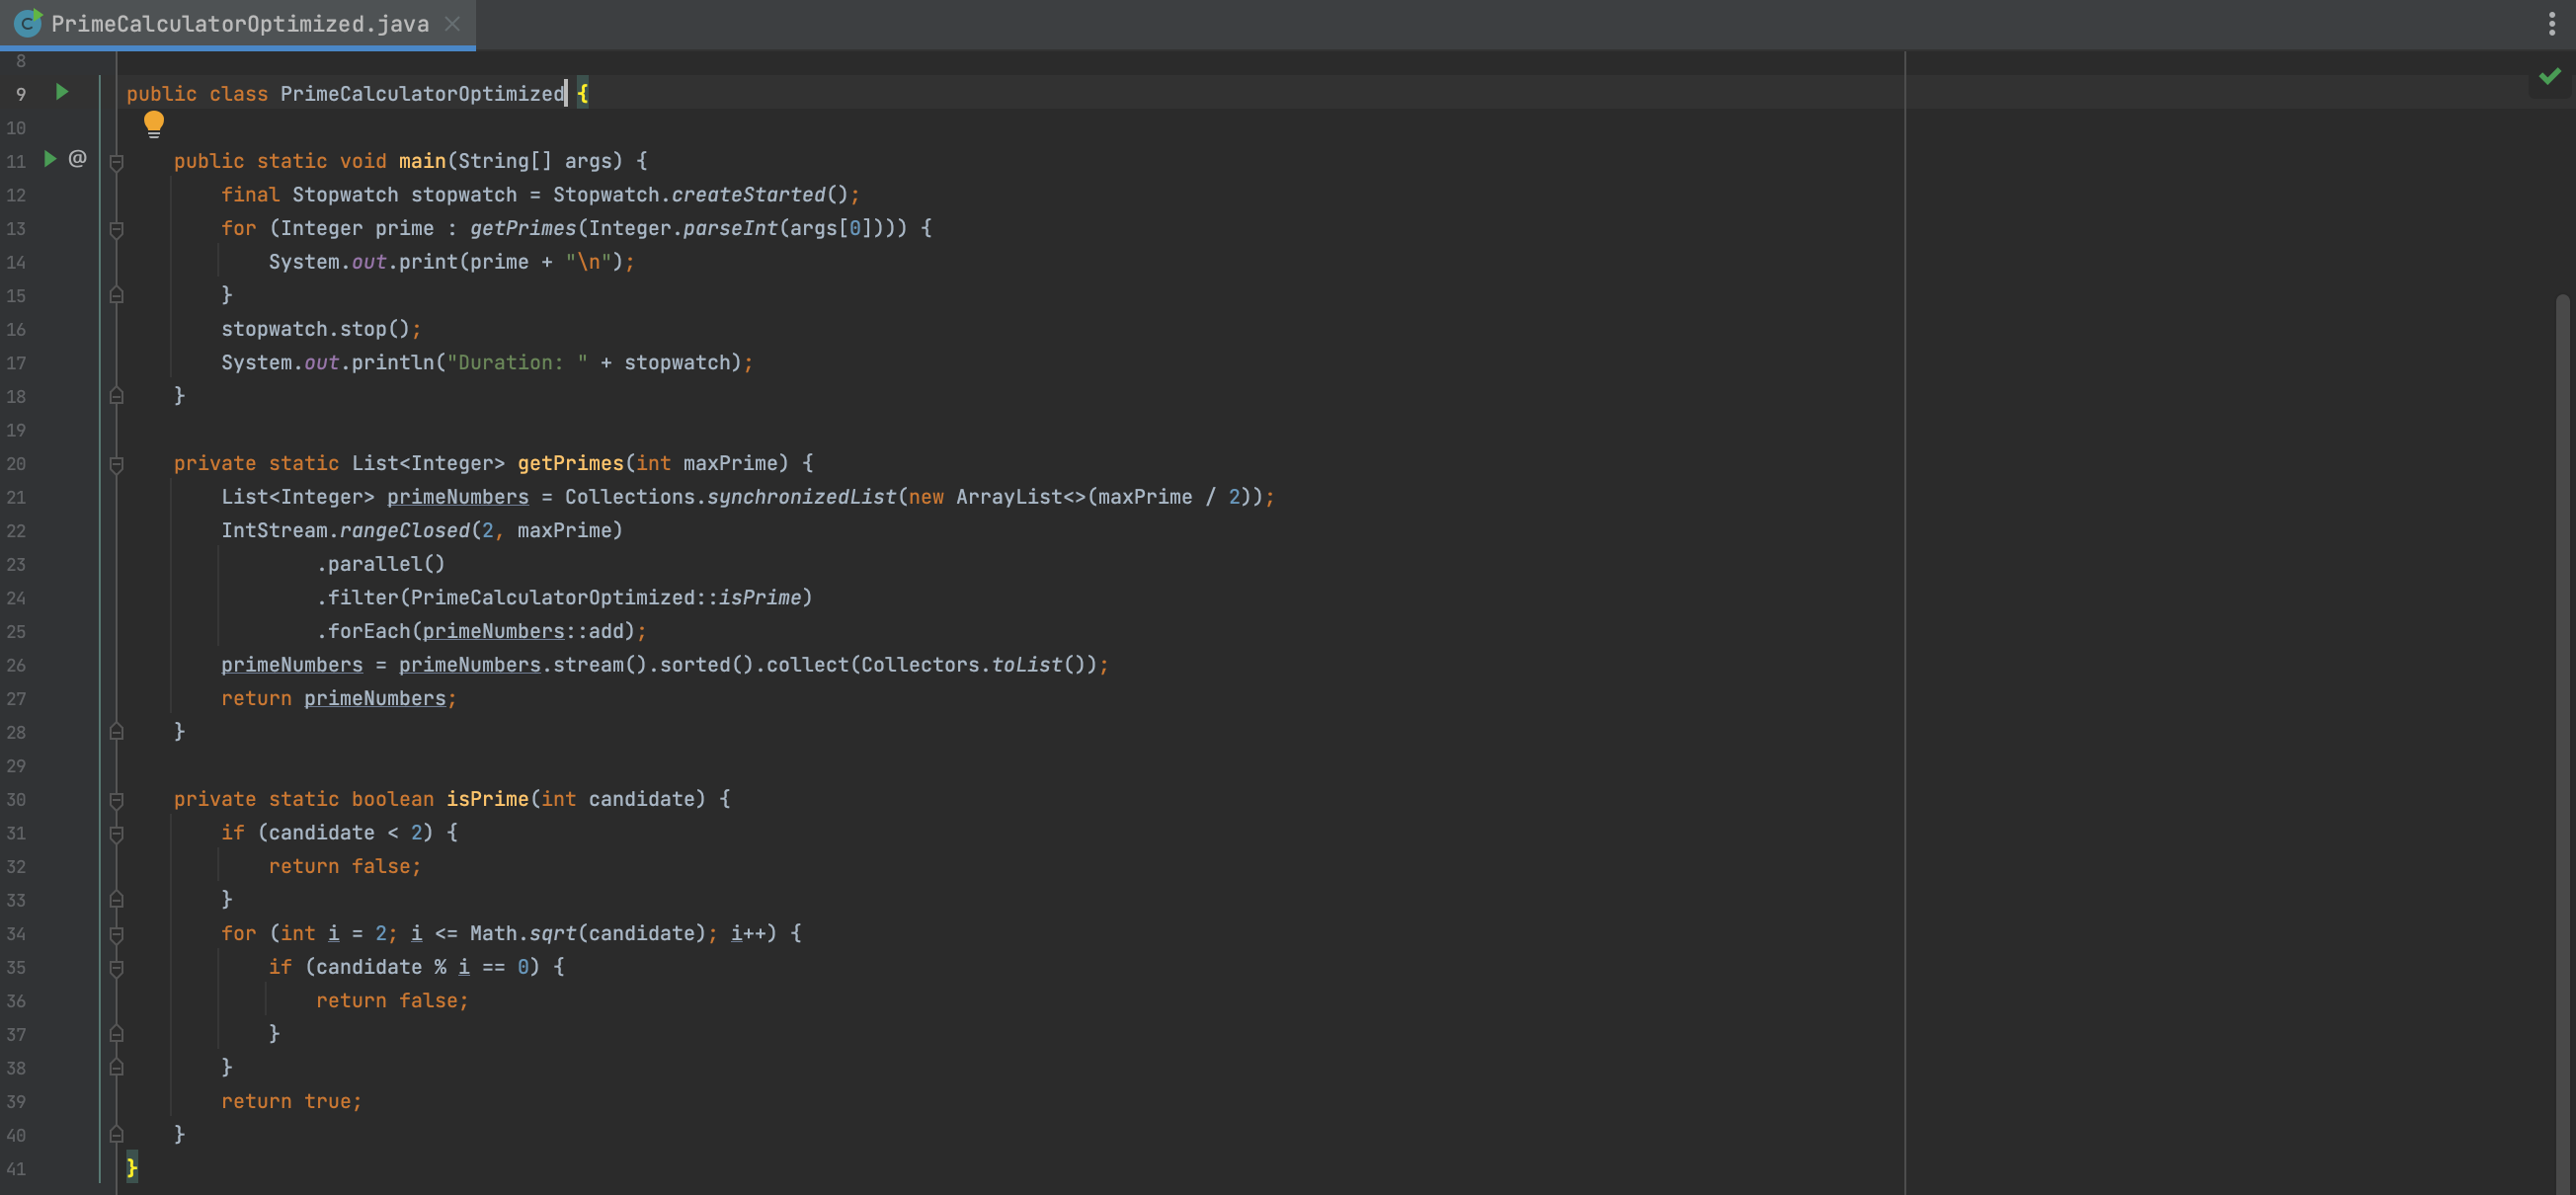 PrimeCalculatorOptimized.java
8
9 public class PrimeCalculatorOptimized {
10
11 @ public static void main(String[] args) {
12 final Stopwatch stopwatch = Stopwatch.createStarted();
13 for (Integer prime : getPrimes(Integer.parseInt(args[0]))) {
14 System.out.print(prime + "\n");
15 }
16 stopwatch.stop();
17 System.out.println("Duration: " + stopwatch);
18 }
19
20 private static List<Integer> getPrimes(int maxPrime) {
21 List<Integer> primeNumbers = Collections.synchronizedList(new ArrayList<>(maxPrime / 2));
22 IntStream.rangeClosed(2, maxPrime)
23 .parallel()
24 .filter(PrimeCalculatorOptimized::isPrime)
25 .forEach(primeNumbers::add);
26 primeNumbers = primeNumbers.stream().sorted().collect(Collectors.toList());
27 return primeNumbers;
28 }
29
30 private static boolean isPrime(int candidate) {
31 if (candidate < 2) {
32 return false;
33 }
34 for (int i = 2; i <= Math.sqrt(candidate); i++) {
35 if (candidate % i == 0) {
36 return false;
37 }
38 }
39 return true;
40 }
41 }